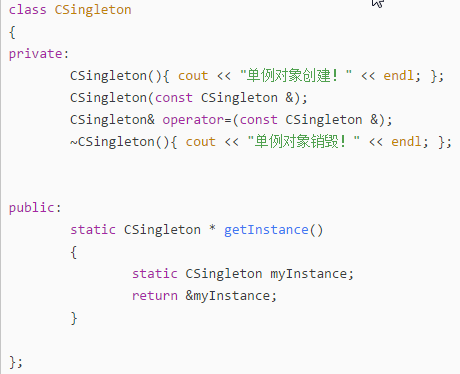 class CSingleton
{
private:
        CSingleton(){ cout << "单例对象创建！" << endl; };
        CSingleton(const CSingleton &);
        CSingleton& operator=(const CSingleton &);
        ~CSingleton(){ cout << "单例对象销毁！" << endl; };
public:
        static CSingleton * getInstance()
        {
                static CSingleton myInstance;
                return &myInstance;
        }
};